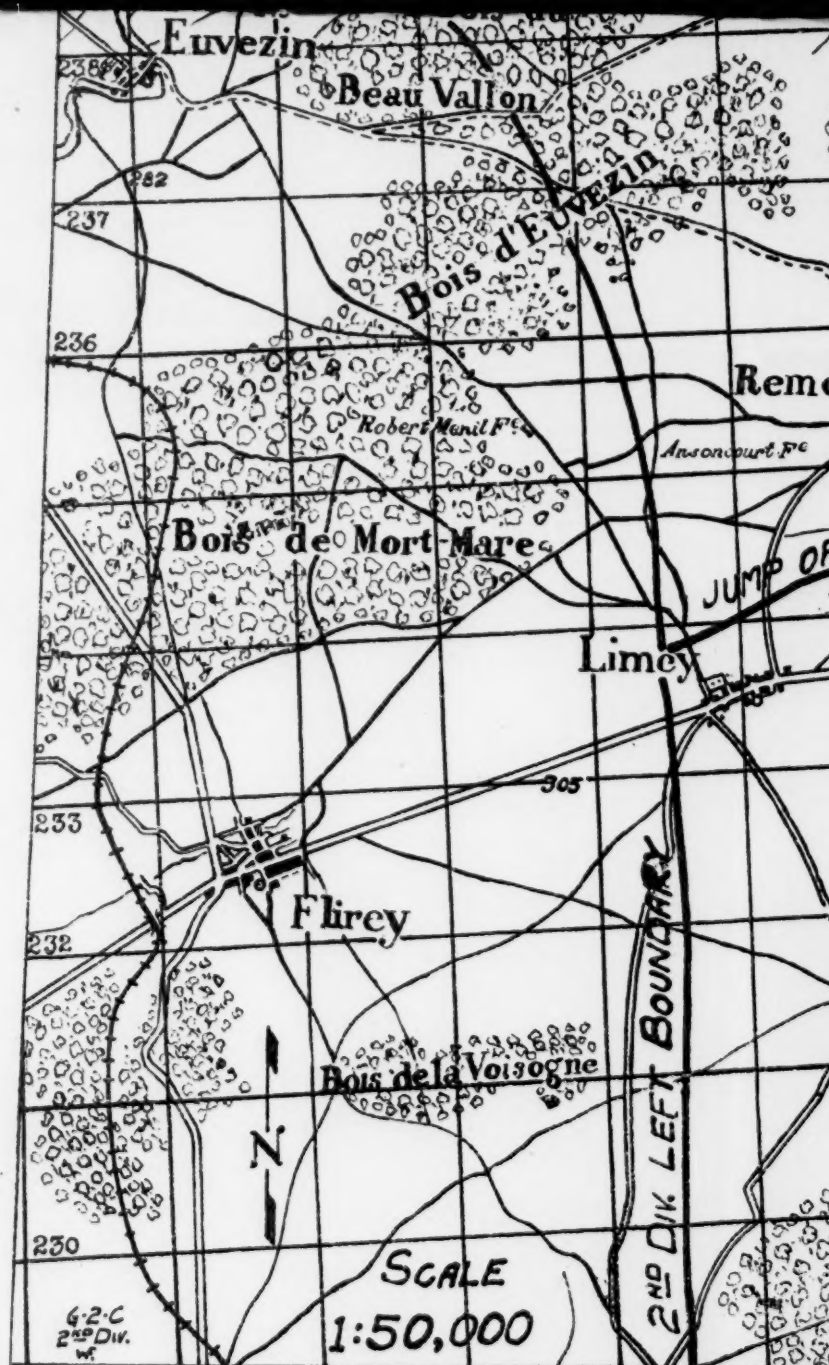 Euvezin
238
Beau Vallon
282
237
Bois d'Euvezin
236
Reme
Robert Menil Fe.
Ansoncourt Fe
Bois de Mort-Mare
JUMP OF
Limey
305
233
Flirey
232
2ND DIV. LEFT BOUNDARY
Bois de la Voisogne
N.
230
SCALE
1:50,000
G-2-C
2ND DIV.